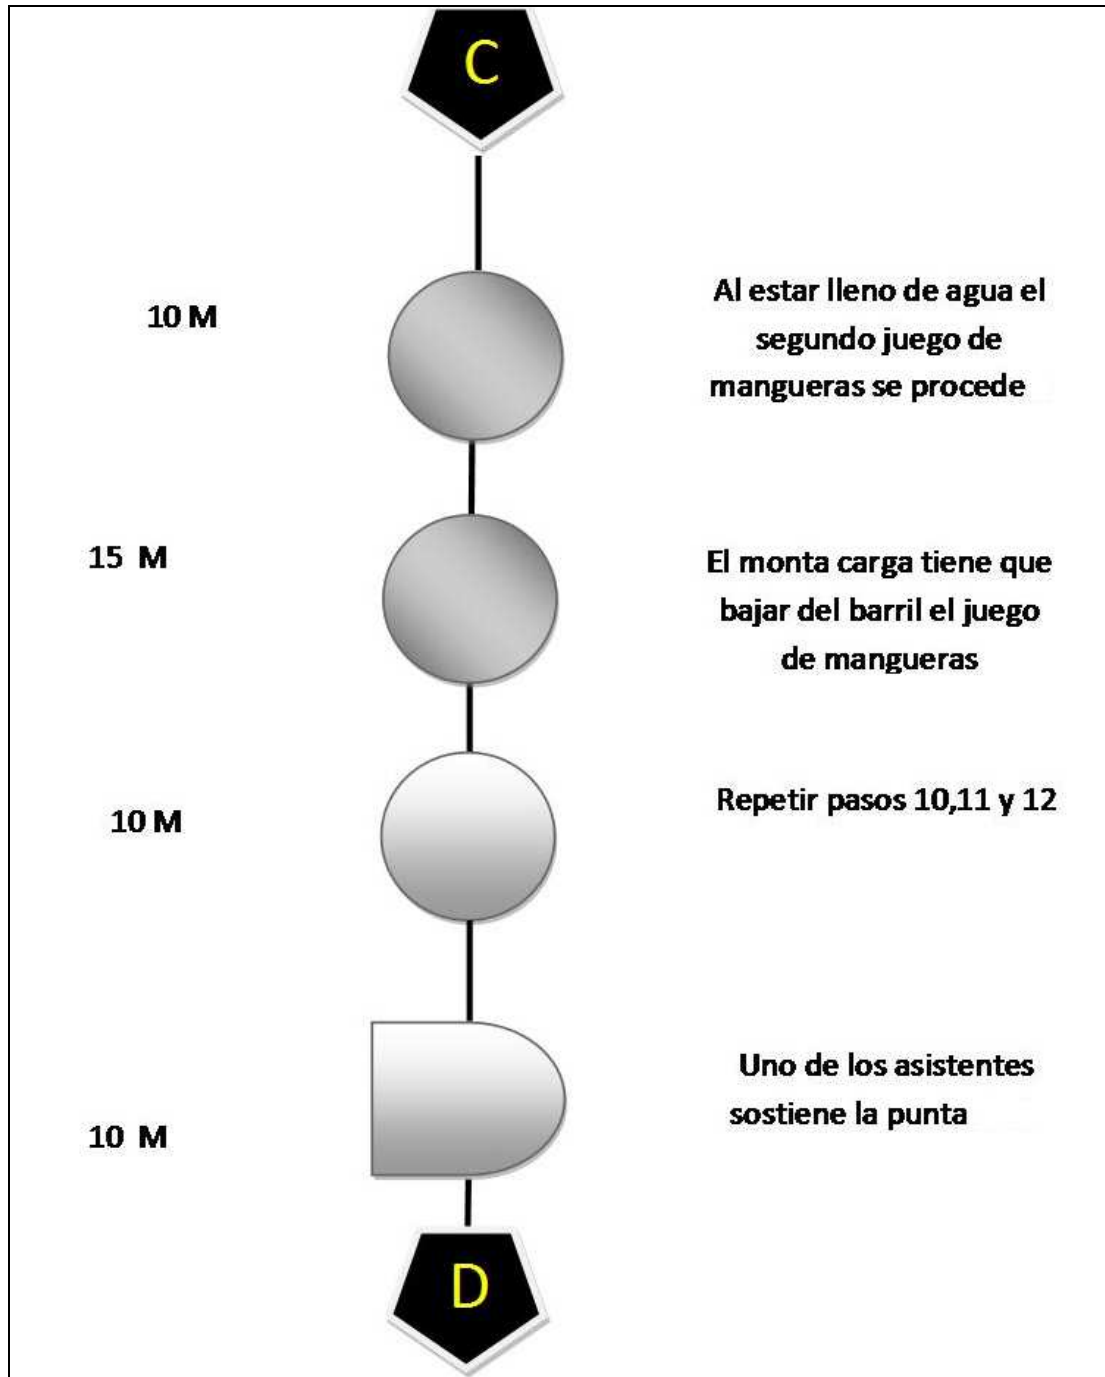 C
10 M
Al estar lleno de agua el
segundo juego de
mangueras se procede
15 M
El monta carga tiene que
bajar del barril el juego
de mangueras
10 M
Repetir pasos 10,11 y 12
10 M
Uno de los asistentes
sostiene la punta
D